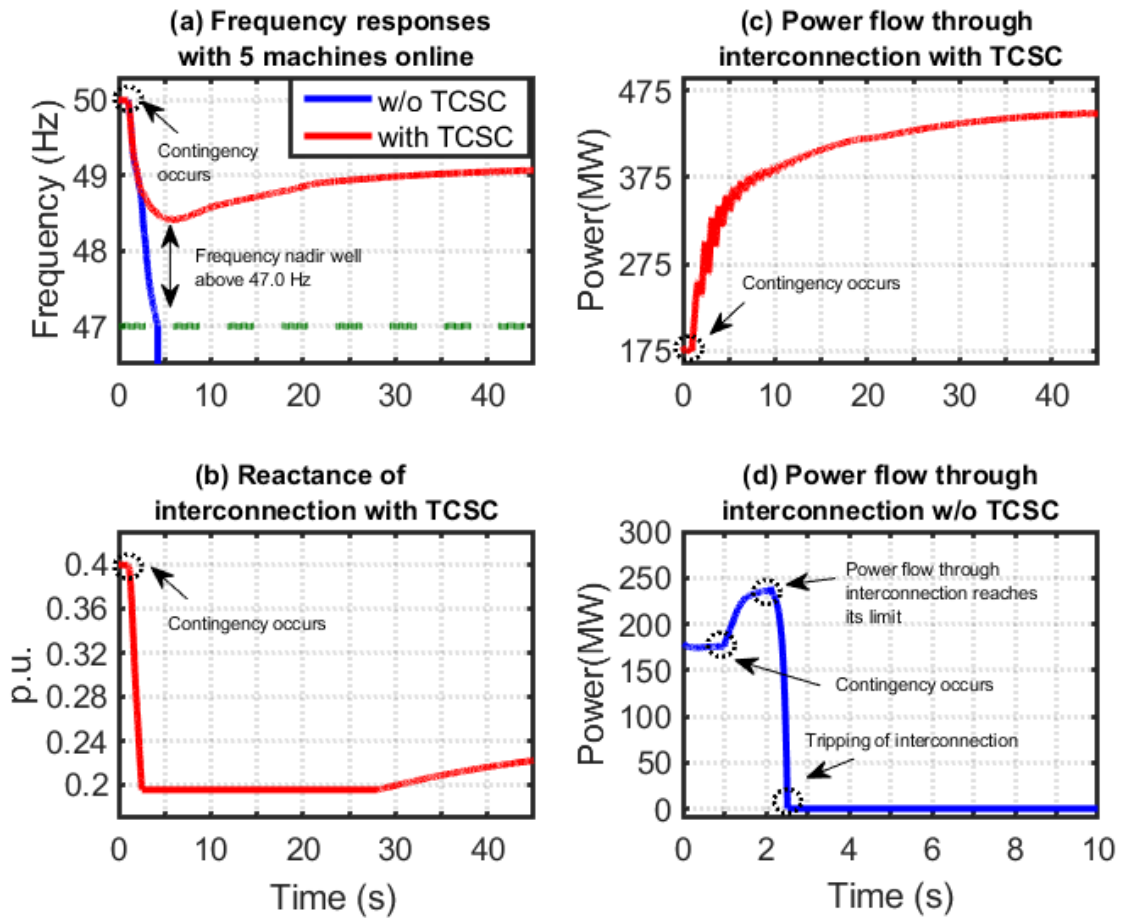 (a) Frequency responses
with 5 machines online
Frequency (Hz)
50
49
48
47
w/o TCSC
with TCSC
Contingency
occurs
Frequency nadir well
above 47.0 Hz
0 10 20 30 40
(c) Power flow through
interconnection with TCSC
Power(MW)
475
375
275
175
Contingency occurs
0 10 20 30 40
(b) Reactance of
interconnection with TCSC
p.u.
0.4
0.36
0.32
0.28
0.24
0.2
Contingency occurs
0 10 20 30 40
Time (s)
(d) Power flow through
interconnection w/o TCSC
Power(MW)
300
250
200
150
100
50
0
Power flow through
interconnection reaches
its limit
Contingency occurs
Tripping of interconnection
0 2 4 6 8 10
Time (s)